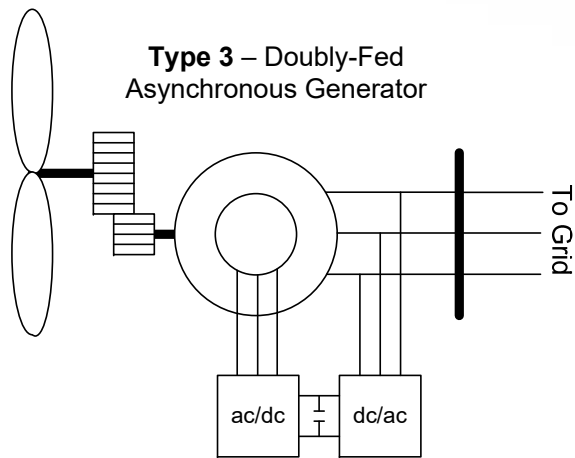 Type 3 – Doubly-Fed
Asynchronous Generator
To Grid
ac/dc
dc/ac